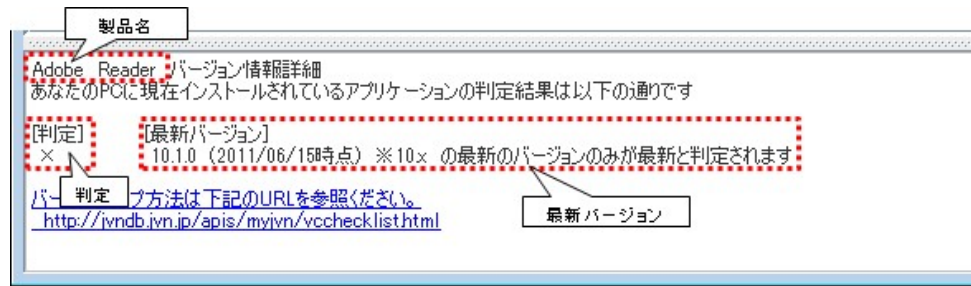 製品名
Adobe Reader バージョン情報詳細
あなたのPCに現在インストールされているアプリケーションの判定結果は以下の通りです
[判定] [最新バージョン]
× 10.1.0 (2011/06/15時点) ※10x の最新のバージョンのみが最新と判定されます
判定
バー プ方法は下記のURLを参照ください。
http://jvndb.jvn.jp/apis/myjvn/vcchecklist.html
最新バージョン